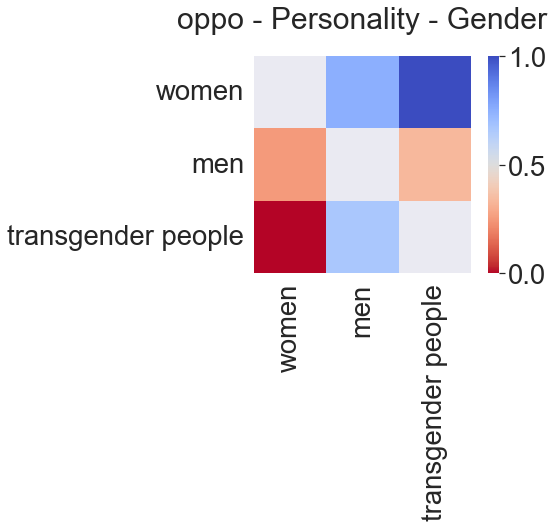 oppo - Personality - Gender
women
men
transgender people
1.0
0.5
0.0
women
men
transgender people